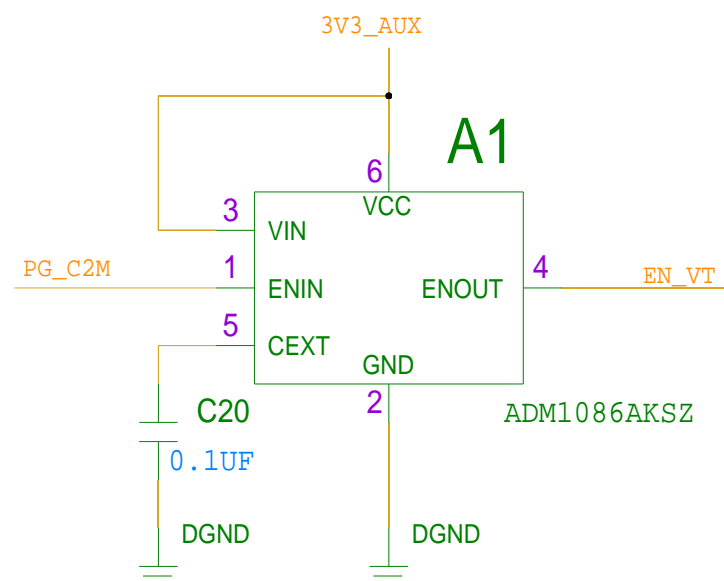 3V3_AUX
A1
6
VCC
3
VIN
PG_C2M
1
ENIN
ENOUT
4
EN_VT
5
CEXT
GND
2
C20
ADM1086AKSZ
0.1UF
DGND
DGND